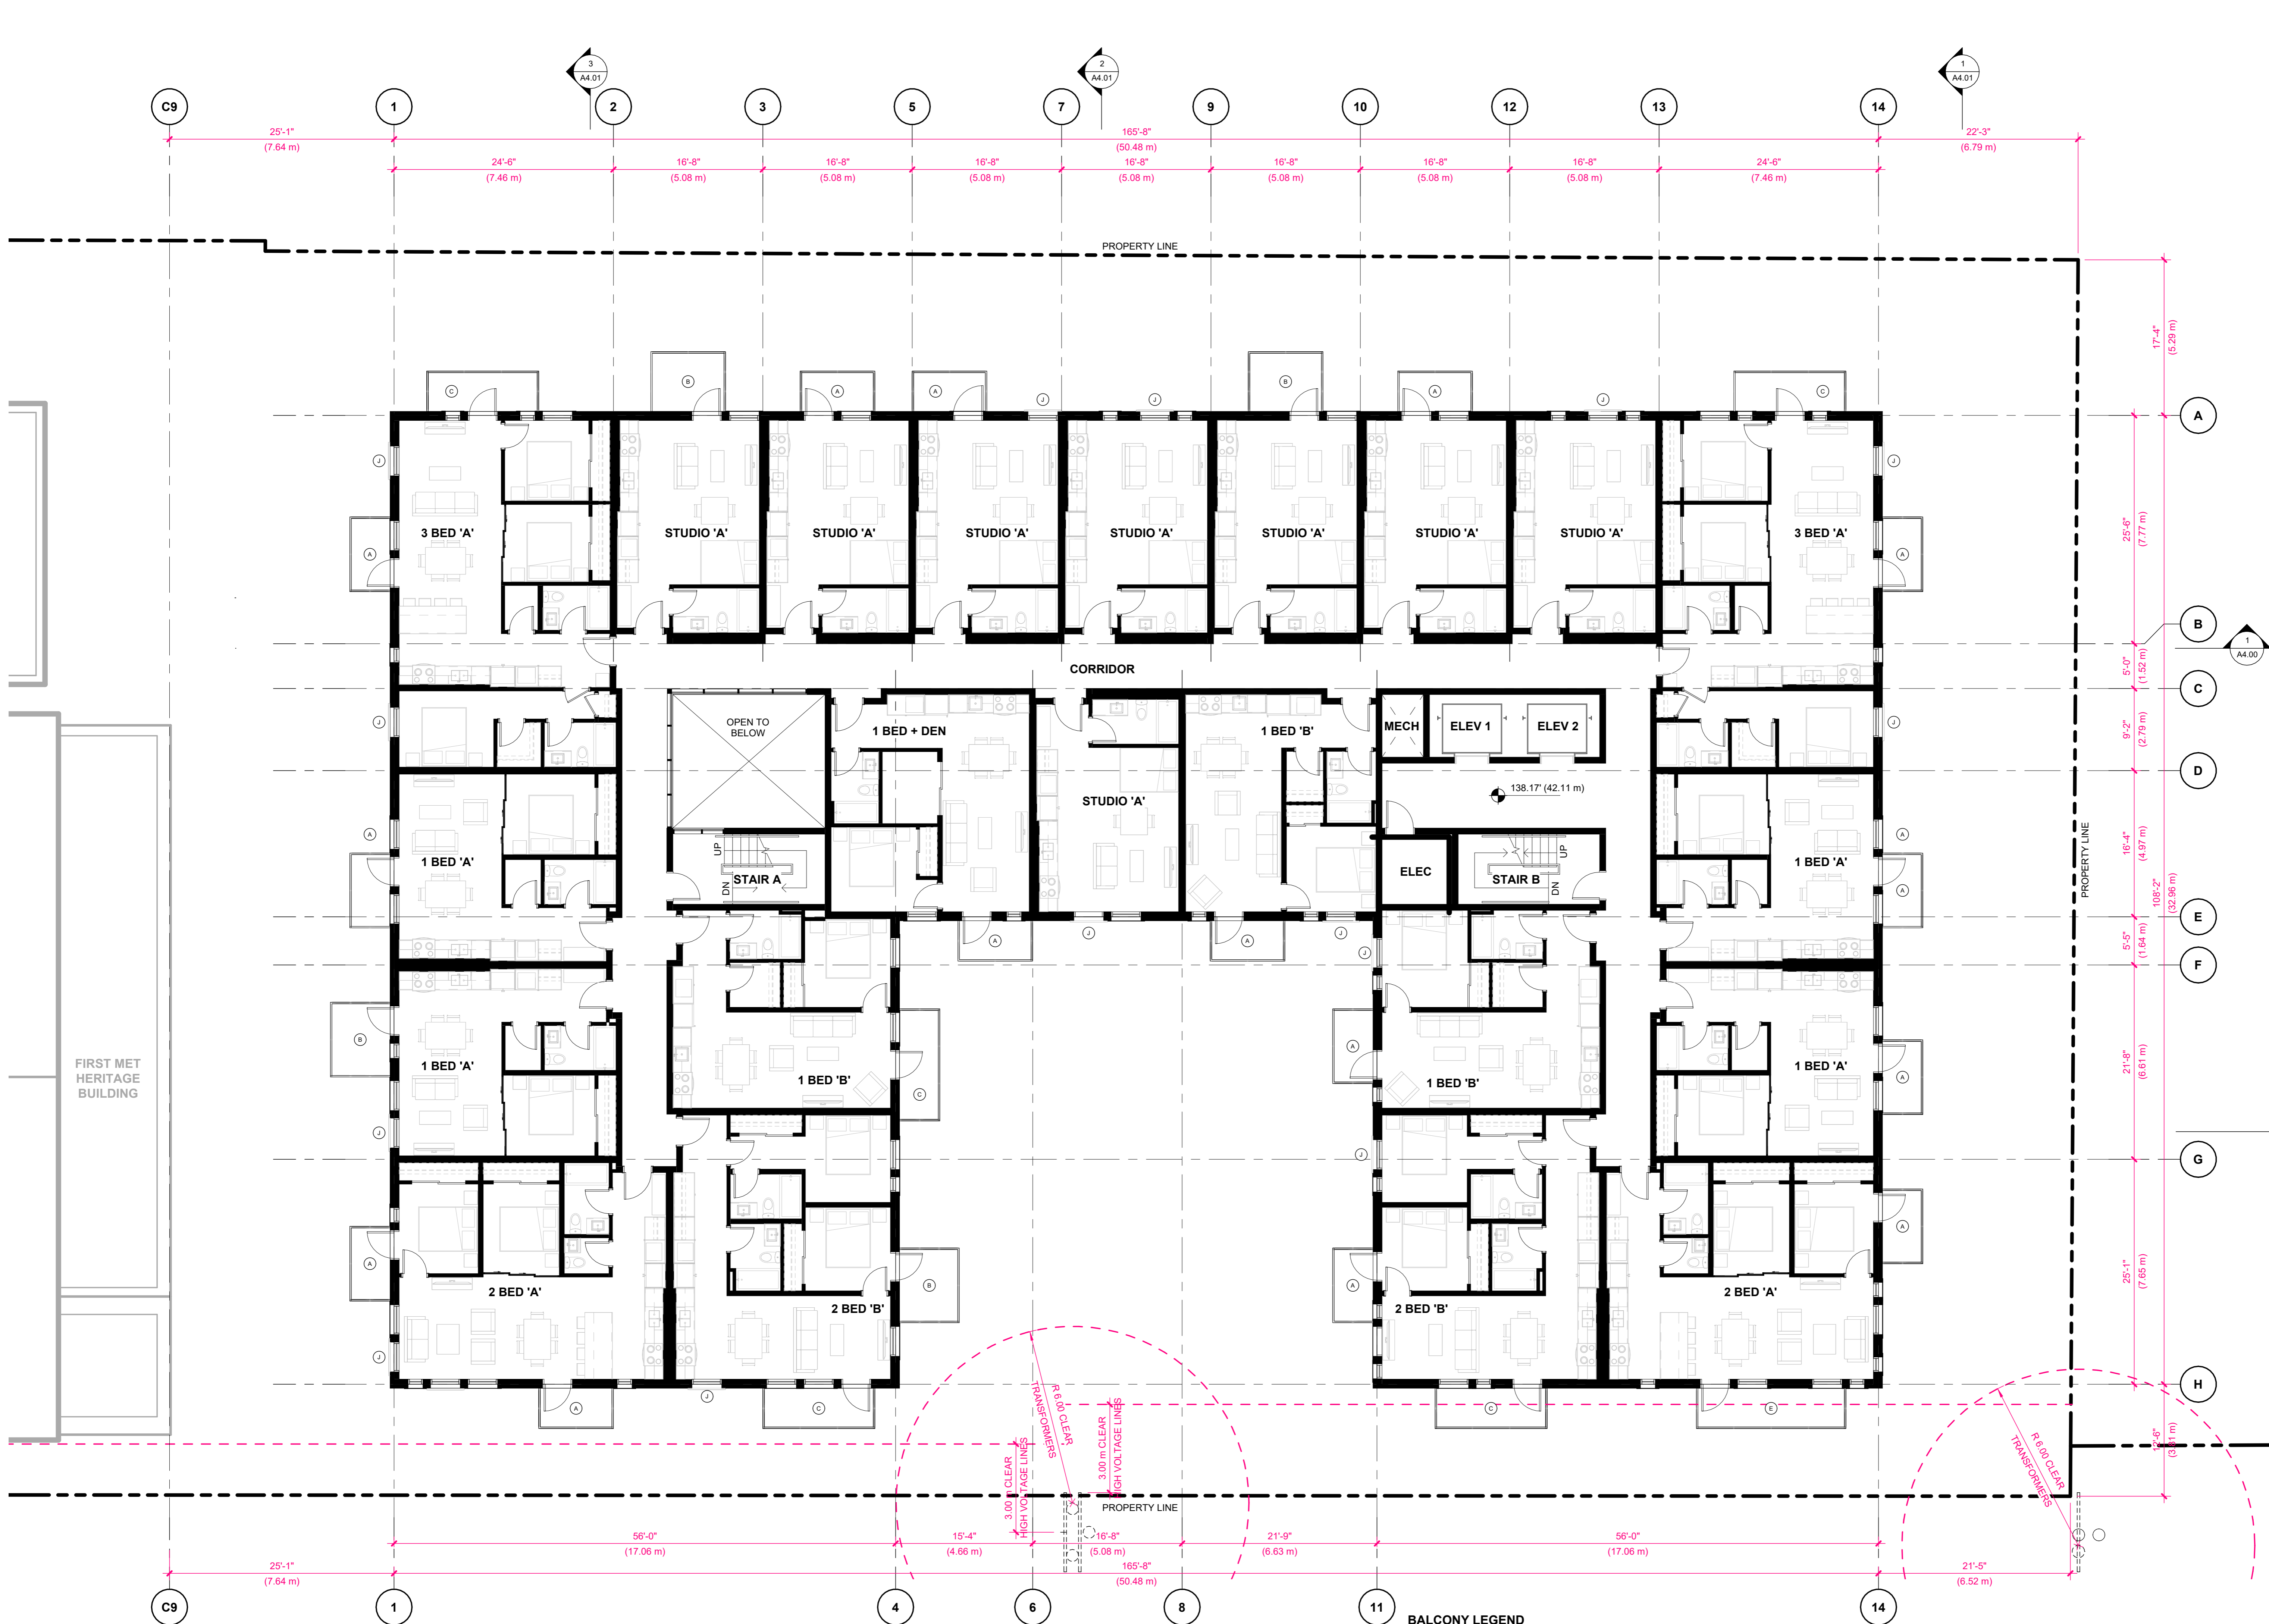 3
A4.01
2
A4.01
1
A4.01
C9
1
2
3
5
7
9
10
12
13
14
25'-1"
(7.64 m)
165'-8"
(50.48 m)
22'-3"
(6.79 m)
24'-6"
(7.46 m)
16'-8"
(5.08 m)
16'-8"
(5.08 m)
16'-8"
(5.08 m)
16'-8"
(5.08 m)
16'-8"
(5.08 m)
16'-8"
(5.08 m)
16'-8"
(5.08 m)
24'-6"
(7.46 m)
PROPERTY LINE
17'-4"
(5.29 m)
C
B
A
A
J
J
B
A
J
C
A
J
J
A
A
3 BED 'A'
STUDIO 'A'
STUDIO 'A'
STUDIO 'A'
STUDIO 'A'
STUDIO 'A'
STUDIO 'A'
STUDIO 'A'
3 BED 'A'
25'-6"
(7.77 m)
B
1
A4.00
5'-0"
(1.52 m)
CORRIDOR
C
J
J
OPEN TO
BELOW
1 BED + DEN
1 BED 'B'
MECH
ELEV 1
ELEV 2
9'-2"
(2.79 m)
D
138.17' (42.11 m)
STUDIO 'A'
A
A
PROPERTY LINE
16'-4"
(4.97 m)
1 BED 'A'
UP
DN
STAIR A
ELEC
STAIR B
UP
DN
1 BED 'A'
A
108'-2"
(32.96 m)
E
A
J
A
J
J
5'-5"
(1.64 m)
F
B
A
A
FIRST MET
HERITAGE
BUILDING
1 BED 'A'
1 BED 'B'
1 BED 'B'
1 BED 'A'
21'-8"
(6.61 m)
C
J
J
G
A
A
B
A
2 BED 'A'
2 BED 'B'
2 BED 'B'
2 BED 'A'
25'-1"
(7.65 m)
J
J
H
A
C
C
E
R 6.00 CLEAR
TRANSFORMERS
3.00 m CLEAR
HIGH VOLTAGE LINES
3.00 m CLEAR
HIGH VOLTAGE LINES
R 6.00 CLEAR
TRANSFORMERS
12'-6"
(3.81 m)
PROPERTY LINE
56'-0"
(17.06 m)
15'-4"
(4.66 m)
16'-8"
(5.08 m)
21'-9"
(6.63 m)
56'-0"
(17.06 m)
25'-1"
(7.64 m)
165'-8"
(50.48 m)
21'-5"
(6.52 m)
C9
1
4
6
8
11
14
BALCONY LEGEND